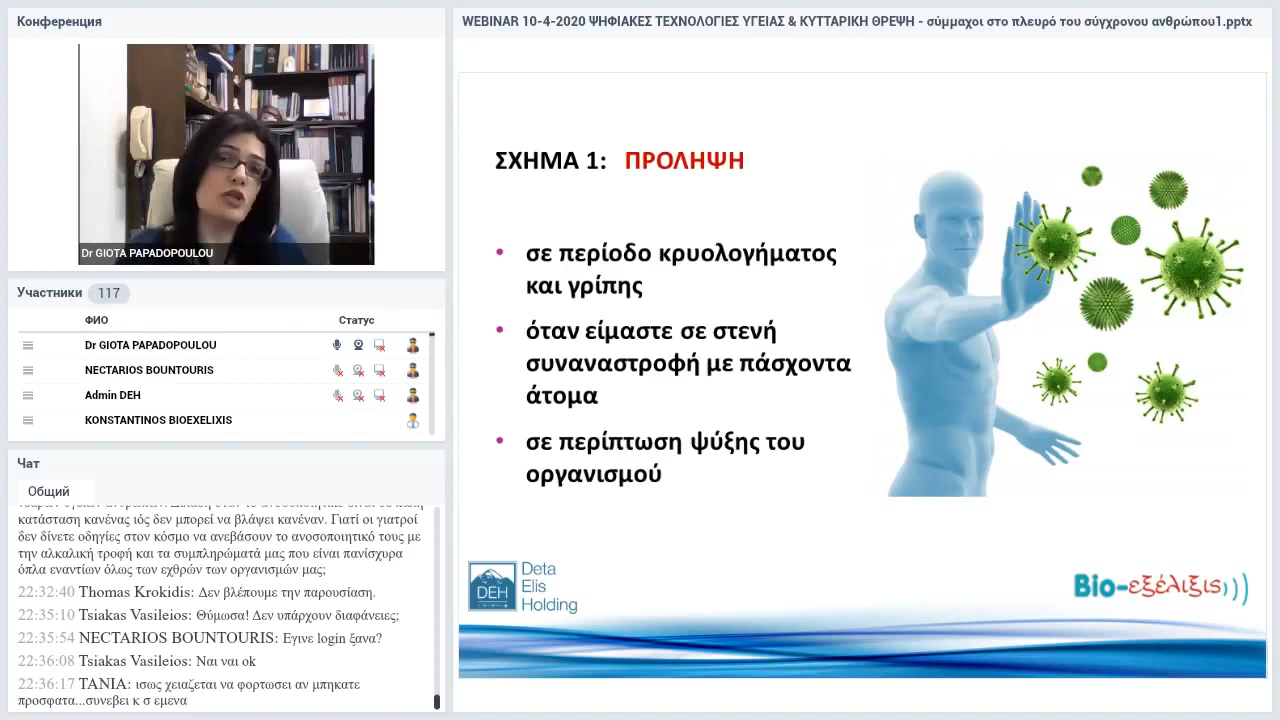 Конференция
Dr GIOTA PAPADOPOULOU
Участники 117
ФИО Статус
Dr GIOTA PAPADOPOULOU
NECTARIOS BOUNTOURIS
Admin DEH
KONSTANTINOS BIOEXELIXIS
Чат
Общий
κατάσταση κανένας ιός δεν μπορεί να βλάψει κανέναν. Γιατί οι γιατροί
δεν δίνετε οδηγίες στον κόσμο να ανεβάσουν το ανοσοποιητικό τους με
την αλκαλική τροφή και τα συμπληρώματά μας που είναι πανίσχυρα
όπλα εναντίων όλως των εχθρών των οργανισμών μας;
22:32:40 Thomas Krokidis: Δεν βλέπουμε την παρουσίαση.
22:35:10 Tsiakas Vasileios: Θύμωσα! Δεν υπάρχουν διαφάνειες;
22:35:54 NECTARIOS BOUNTOURIS: Εγινε login ξανα?
22:36:08 Tsiakas Vasileios: Ναι ναι ok
22:36:17 TANIA: ισως χειαζεται να φορτωσει αν μπηκατε
προσφατα...συνεβει κ σ εμενα
WEBINAR 10-4-2020 ΨΗΦΙΑΚΕΣ ΤΕΧΝΟΛΟΓΙΕΣ ΥΓΕΙΑΣ & ΚΥΤΤΑΡΙΚΗ ΘΡΕΨΗ - σύμμαχοι στο πλευρό του σύγχρονου ανθρώπου1.pptx
ΣΧΗΜΑ 1: ΠΡΟΛΗΨΗ
• σε περίοδο κρυολογήματος
και γρίπης
• όταν είμαστε σε στενή
συναναστροφή με πάσχοντα
άτομα
• σε περίπτωση ψύξης του
οργανισμού
DEH
Deta
Elis
Holding
Bio-εξέλιξις